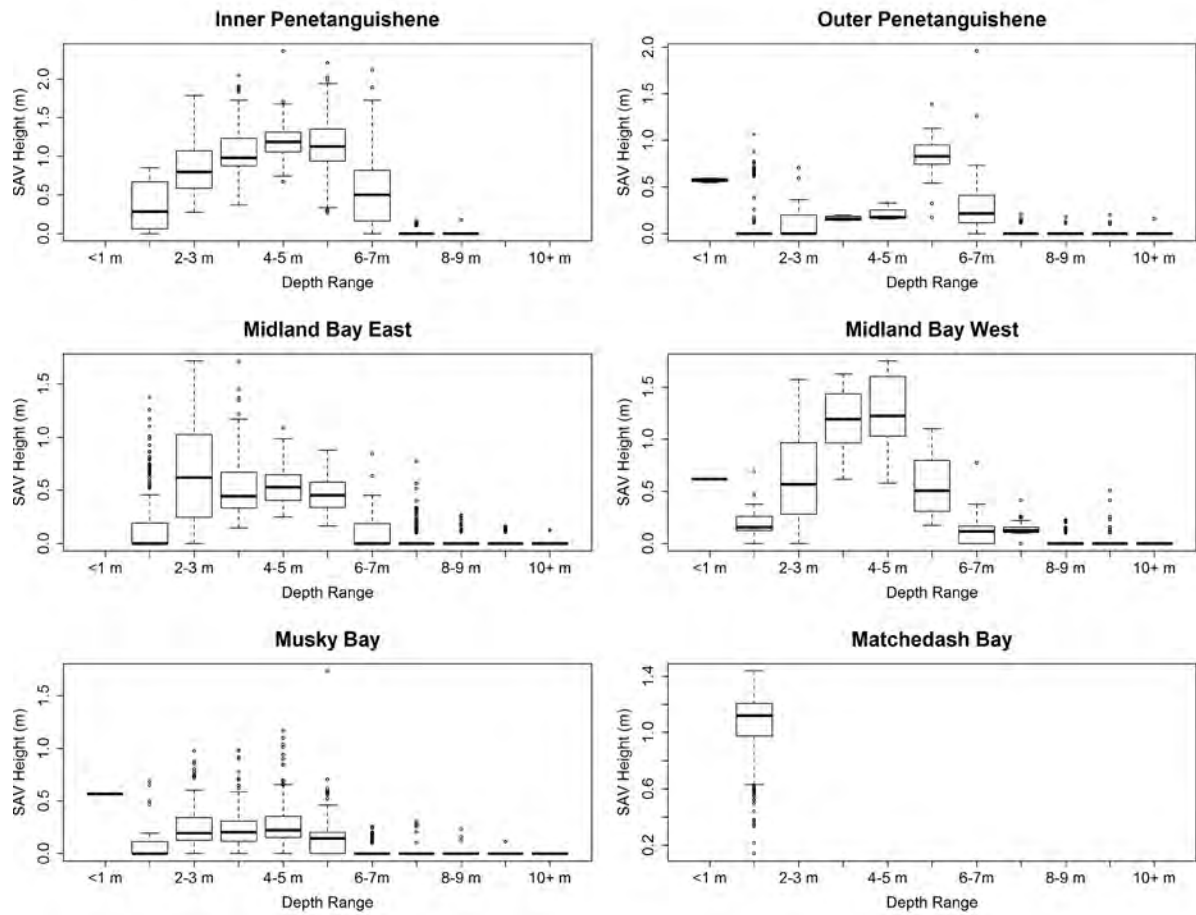 Inner Penetanguishene
SAV Height (m)
2.0
1.5
1.0
0.5
0.0
<1 m 2-3 m 4-5 m 6-7m 8-9 m 10+ m
Depth Range
Outer Penetanguishene
SAV Height (m)
2.0
1.5
1.0
0.5
0.0
<1 m 2-3 m 4-5 m 6-7m 8-9 m 10+ m
Depth Range
Midland Bay East
SAV Height (m)
1.5
1.0
0.5
0.0
<1 m 2-3 m 4-5 m 6-7m 8-9 m 10+ m
Depth Range
Midland Bay West
SAV Height (m)
1.5
1.0
0.5
0.0
<1 m 2-3 m 4-5 m 6-7m 8-9 m 10+ m
Depth Range
Musky Bay
SAV Height (m)
1.5
1.0
0.5
0.0
<1 m 2-3 m 4-5 m 6-7m 8-9 m 10+ m
Depth Range
Matchedash Bay
SAV Height (m)
1.4
1.0
0.6
0.2
<1 m 2-3 m 4-5 m 6-7m 8-9 m 10+ m
Depth Range